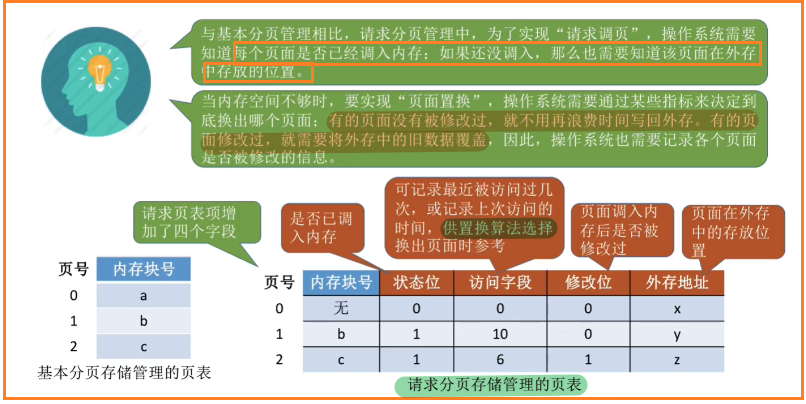 与基本分页管理相比，请求分页管理中，为了实现“请求调页”，操作系统需要
知道每个页面是否已经调入内存；如果还没调入，那么也需要知道该页面在外存
中存放的位置。
当内存空间不够时，要实现“页面置换”，操作系统需要通过某些指标来决定到
底换出哪个页面；有的页面没有被修改过，就不用再浪费时间写回外存。有的页
面修改过，就需要将外存中的旧数据覆盖，因此，操作系统也需要记录各个页面
是否被修改的信息。
请求页表项增
加了四个字段
是否已调
入内存
可记录最近被访问过几
次，或记录上次访问的
时间，供置换算法选择
换出页面时参考
页面调入内
存后是否被
修改过
页面在外存
中的存放位
置
页号 内存块号
0 a
1 b
2 c
基本分页存储管理的页表
页号 内存块号 状态位 访问字段 修改位 外存地址
0 无 0 0 0 x
1 b 1 10 0 y
2 c 1 6 1 z
请求分页存储管理的页表